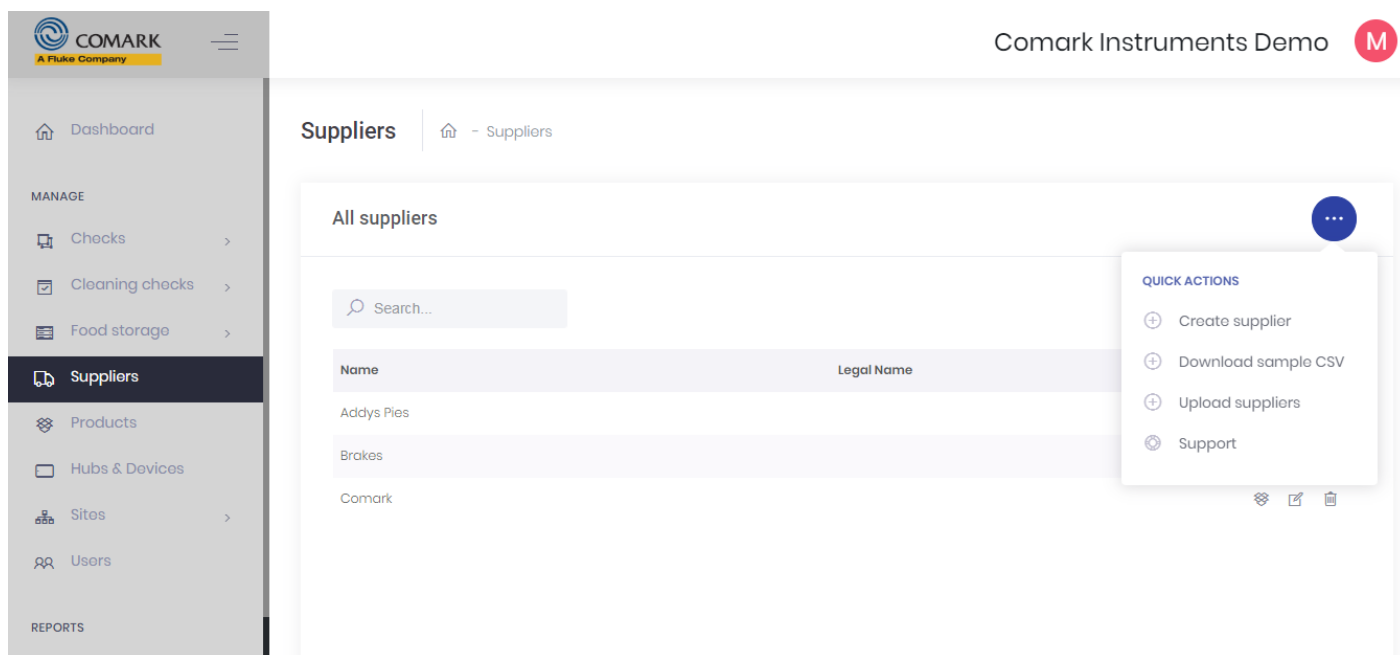 COMARK
A Fluke Company
Comark Instruments Demo
M
Dashboard
MANAGE
Checks
Cleaning checks
Food storage
Suppliers
Products
Hubs & Devices
Sites
Users
REPORTS
Suppliers
- Suppliers
All suppliers
...
Search...
QUICK ACTIONS
Create supplier
Download sample CSV
Upload suppliers
Support
Name Legal Name
Addys Pies
Brakes
Comark